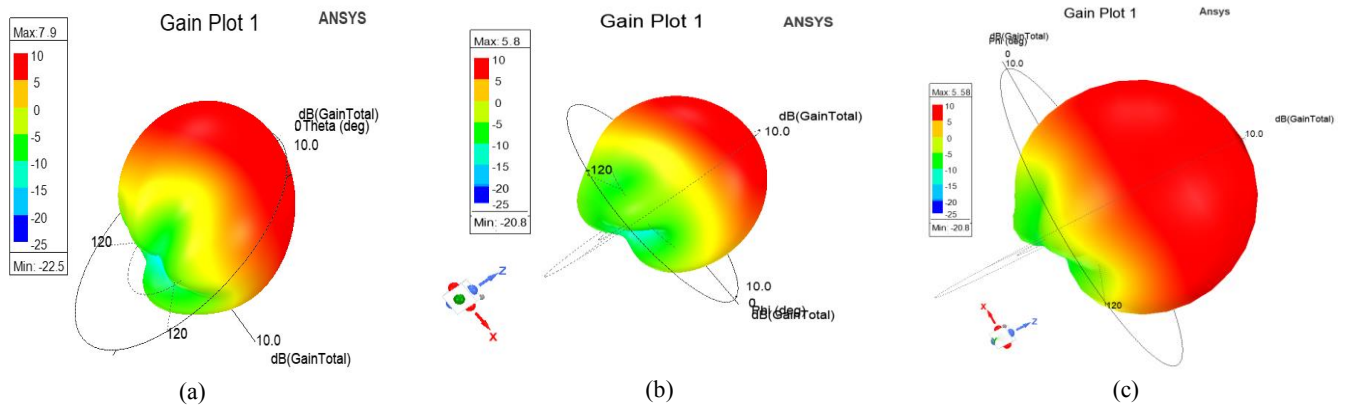 Gain Plot 1
ANSYS
Max:7.9
10
5
0
-5
-10
-15
-20
-25
Min: -22.5
dB(GainTotal)
0Theta (deg)
10.0
120
120
10.0
dB(GainTotal)
(a)
Gain Plot 1
ANSYS
Max: 5.8
10
5
0
-5
-10
-15
-20
-25
Min: -20.8
dB(GainTotal)
10.0
-120
10.0
0
Phi (deg)
dB(GainTotal)
Z
X
(b)
Gain Plot 1
Ansys
dB(GainTotal)
Phi (deg)
0
10.0
Max: 5.58
10
5
0
-5
-10
-15
-20
-25
Min: -20.8
dB(GainTotal)
10.0
120
X
Z
(c)